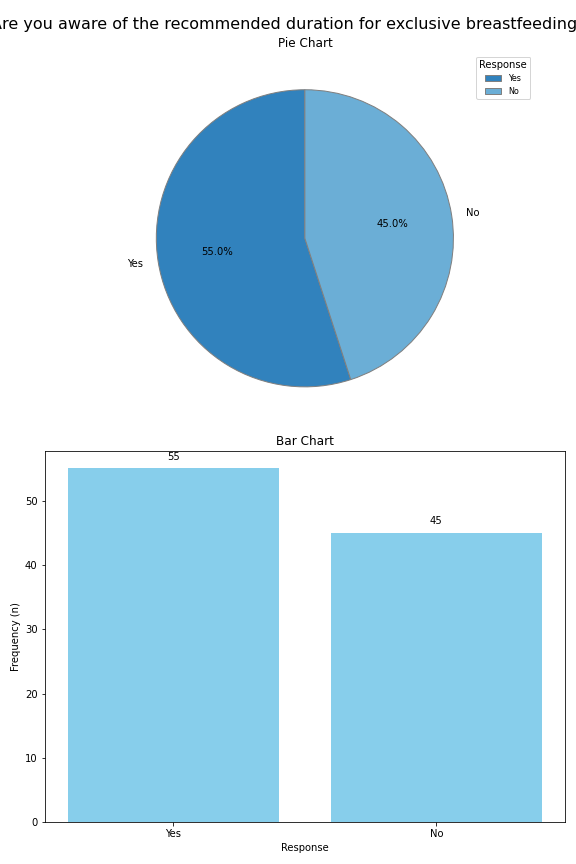 re you aware of the recommended duration for exclusive breastfeeding
Pie Chart
Response
Yes
No
No
45.0%
55.0%
Yes
Bar Chart
55
45
50
40
30
20
10
0
Frequency (n)
Yes
No
Response